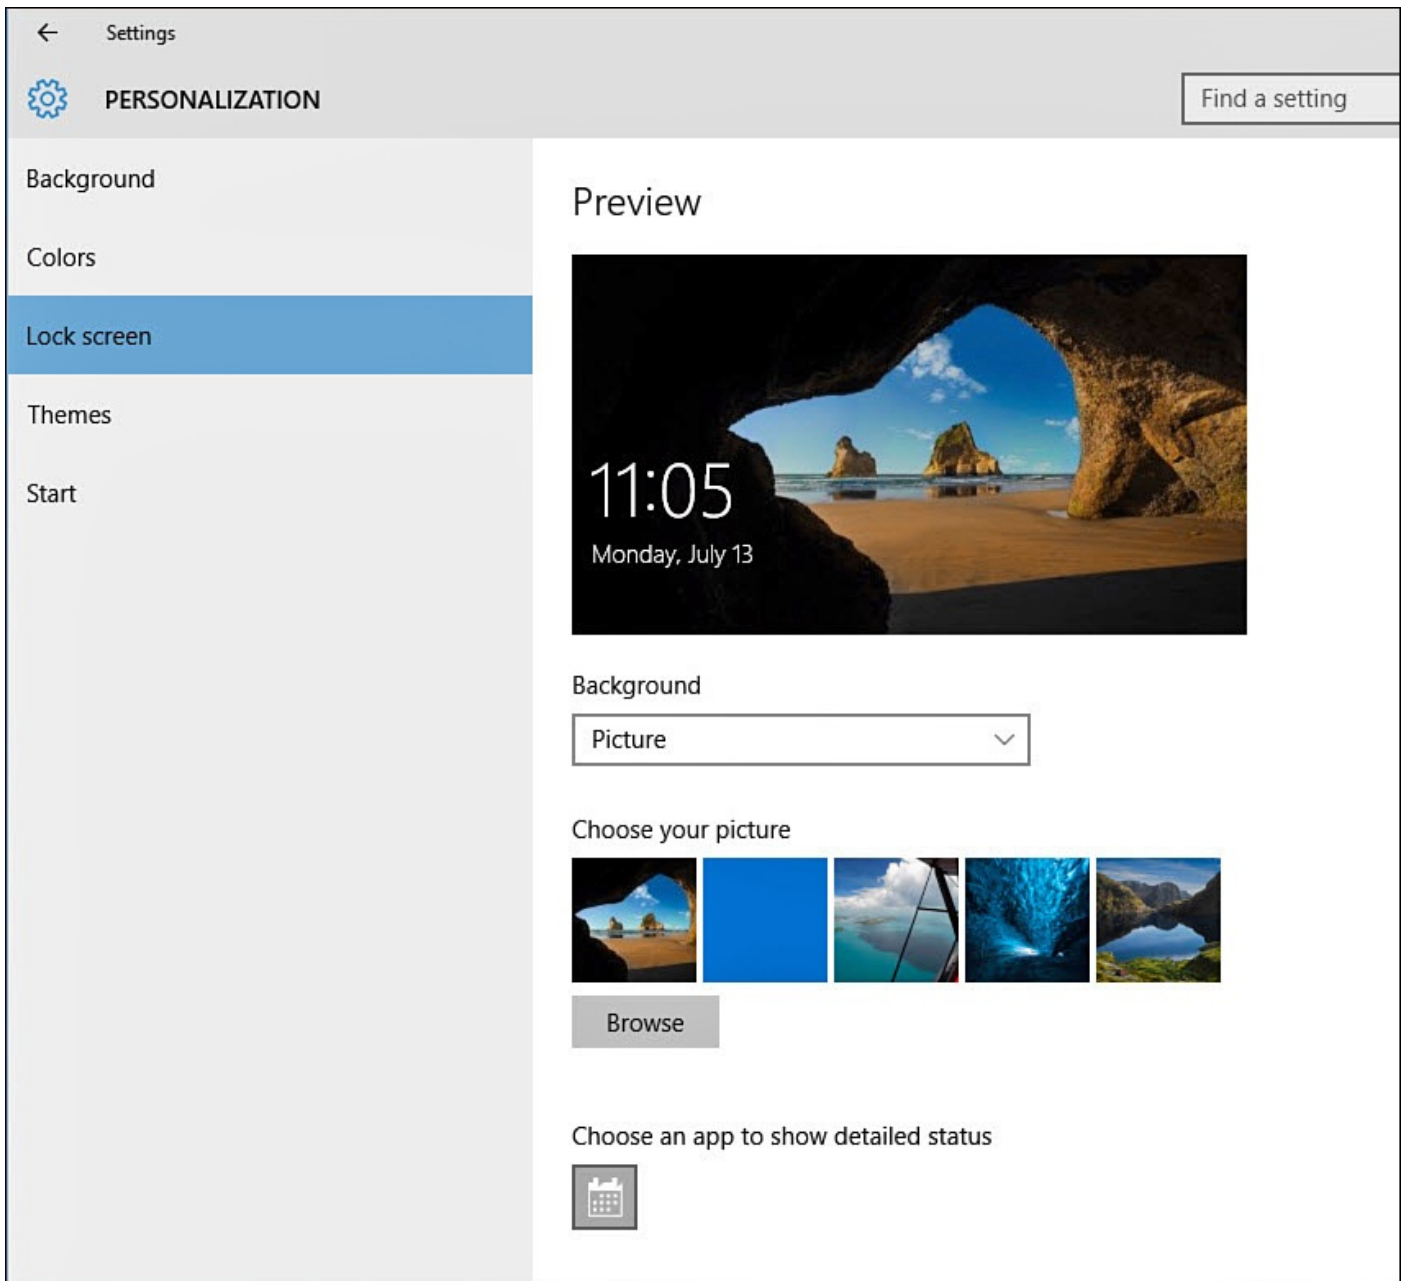 Settings
PERSONALIZATION
Find a setting
Background
Colors
Lock screen
Themes
Start
Preview
11:05
Monday, July 13
Background
Picture
Choose your picture
Browse
Choose an app to show detailed status